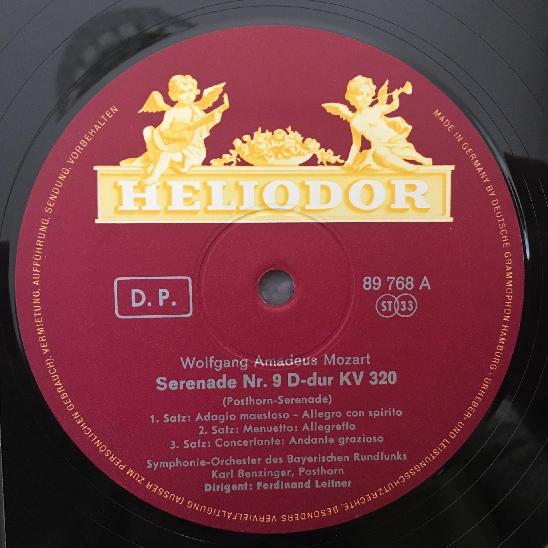 HELIODOR
D. P.
89 768 A
ST 33
Wolfgang Amadeus Mozart
Serenade Nr. 9 D-dur KV 320
(Posthorn-Serenade)
1. Satz: Adagio maestoso - Allegro con spirito
2. Satz: Menuetto: Allegretto
3. Satz: Concertante: Andante grazioso
Symphonie-Orchester des Bayerischen Rundfunks
Karl Benzinger, Posthorn
Dirigent: Ferdinand Leitner
MADE IN GERMANY BY DEUTSCHE GRAMMOPHON HAMBURG · URHEBER- UND LEISTUNGSSCHUTZRECHTE, BESONDERS VERVIELFÄLTIGUNG (AUSSER ZUM PERSÖNLICHEN GEBRAUCH), VERMIETUNG, AUFFÜHRUNG, SENDUNG, VORBEHALTEN